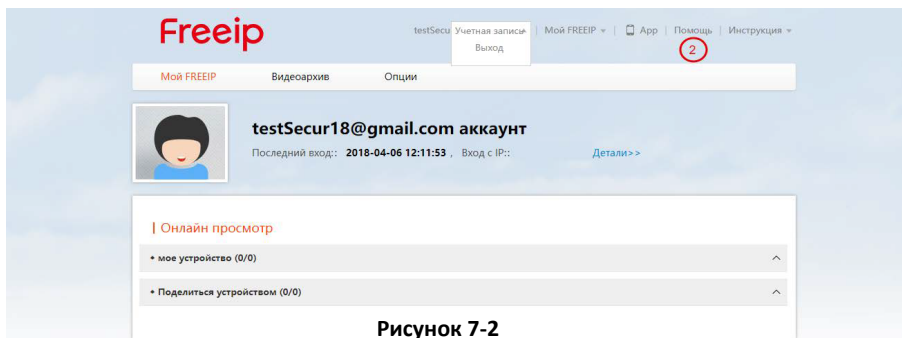 Freeip
testSecu Учетная запись | Мой FREEIP | App | Помощь | Инструкция
Выход
2
Мой FREEIP Видеоархив Опции
testSecur18@gmail.com аккаунт
Последний вход:: 2018-04-06 12:11:53 , Вход с IP:: Детали>>
| Онлайн просмотр
• мое устройство (0/0)
• Поделиться устройством (0/0)
Рисунок 7-2